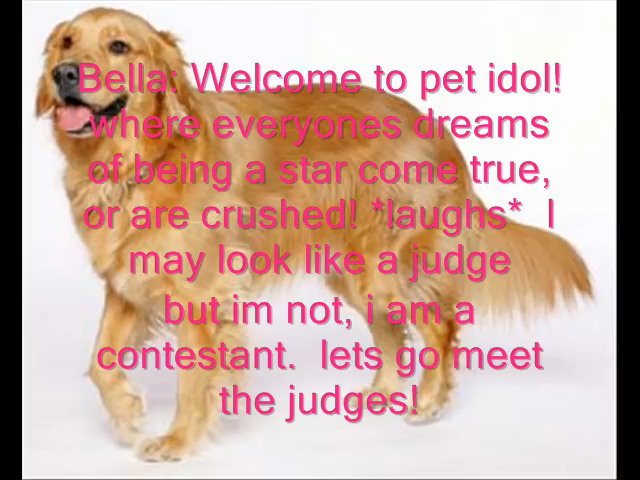 Bella: Welcome to pet idol!
where everyones dreams
of being a star come true,
or are crushed! *laughs*  I
may look like a judge
but im not, i am a
contestant.  lets go meet
the judges!